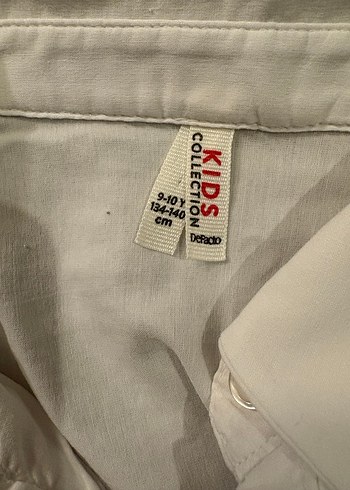 KIDS
COLLECTION
DeFacto
9-10 Y
134-140
cm